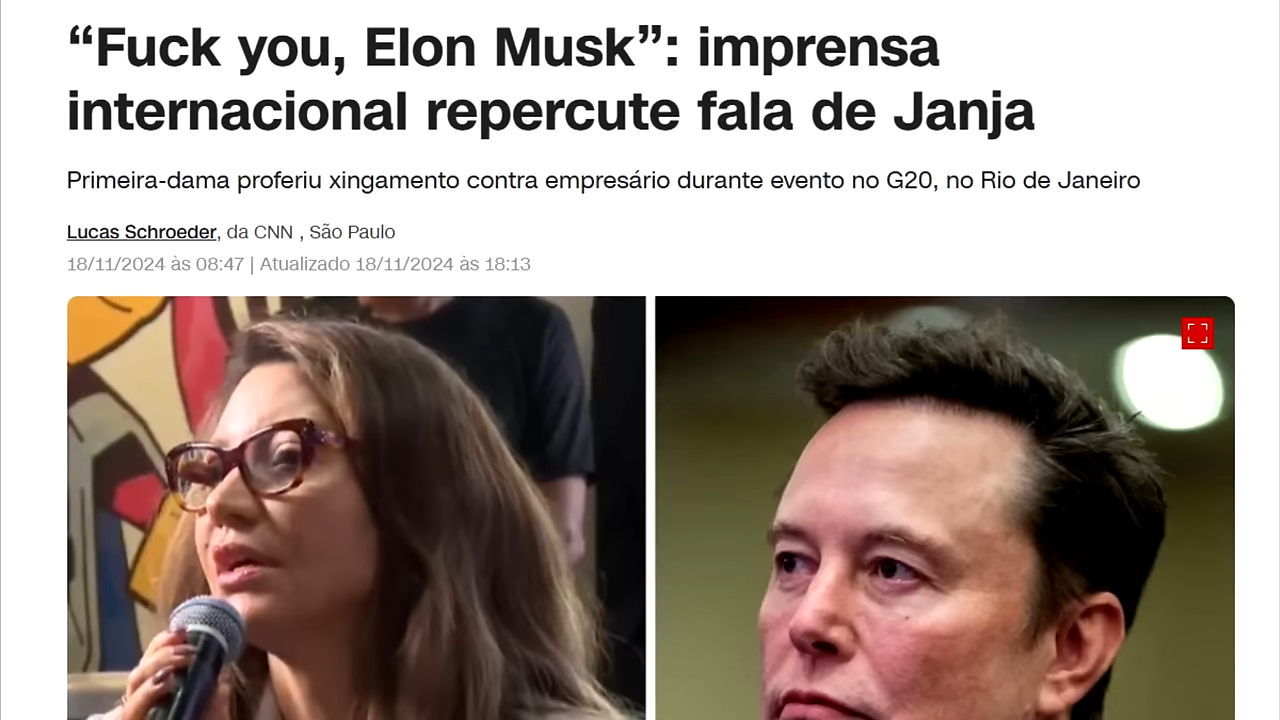 “Fuck you, Elon Musk”: imprensa
internacional repercute fala de Janja
Primeira-dama proferiu xingamento contra empresário durante evento no G20, no Rio de Janeiro
Lucas Schroeder, da CNN , São Paulo
18/11/2024 às 08:47 | Atualizado 18/11/2024 às 18:13